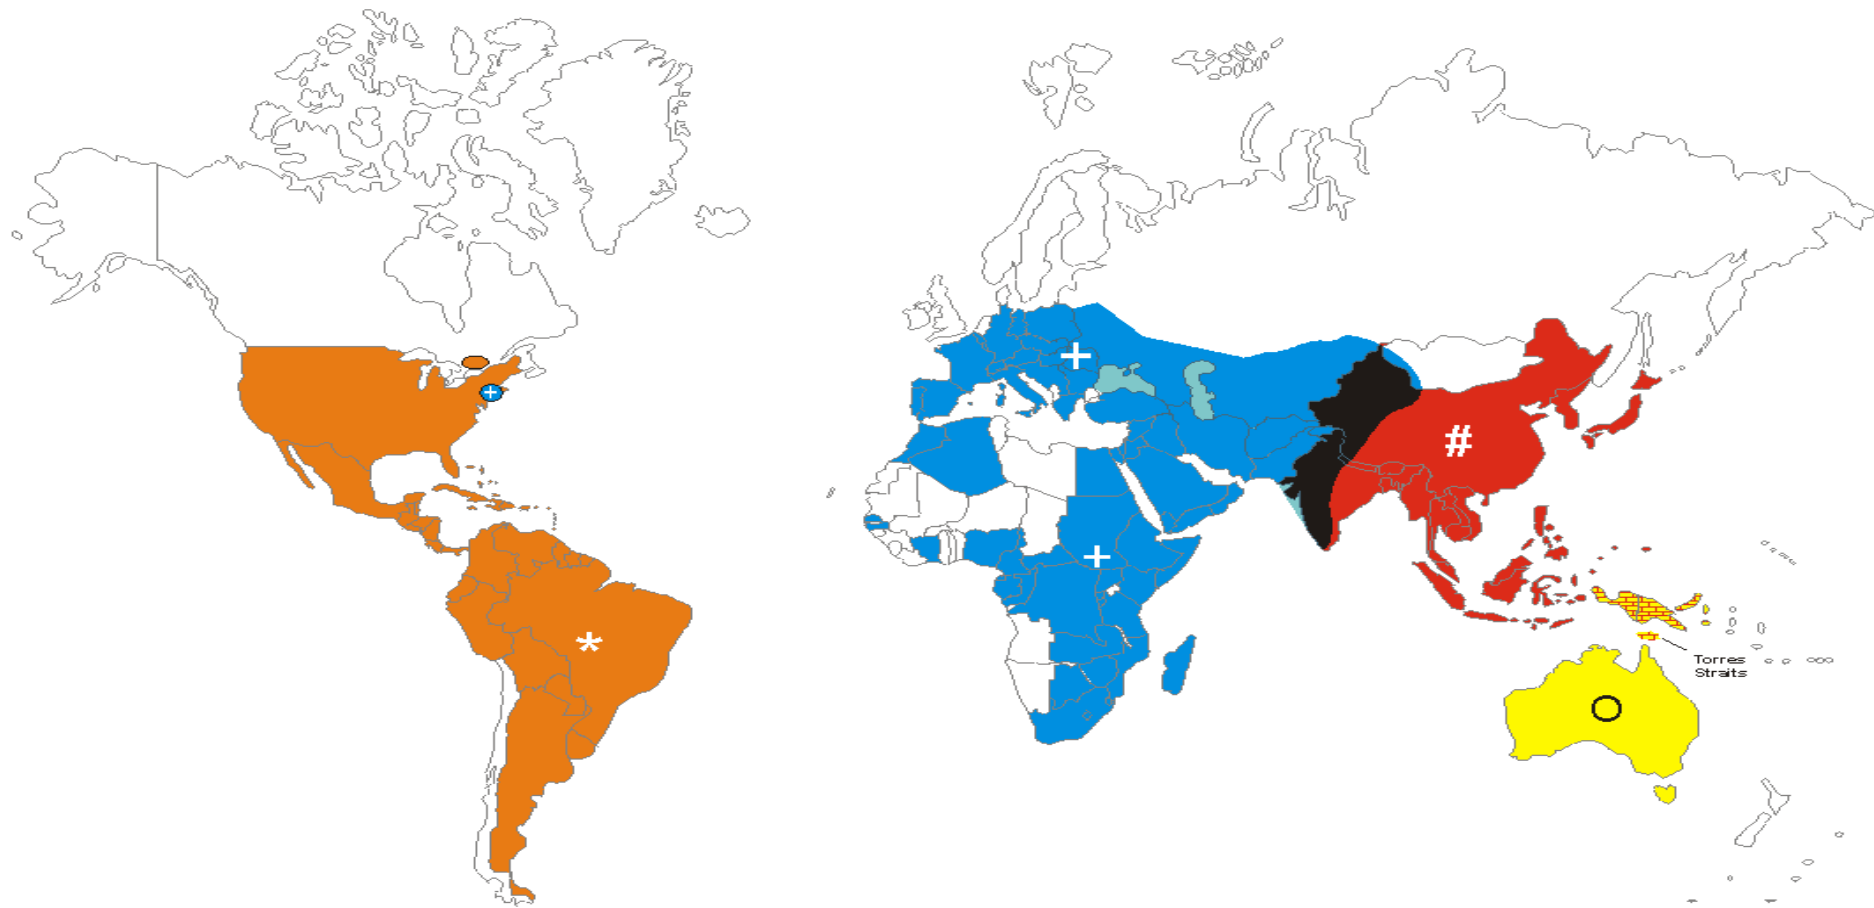 +
+
#
+
*
Torres
Straits